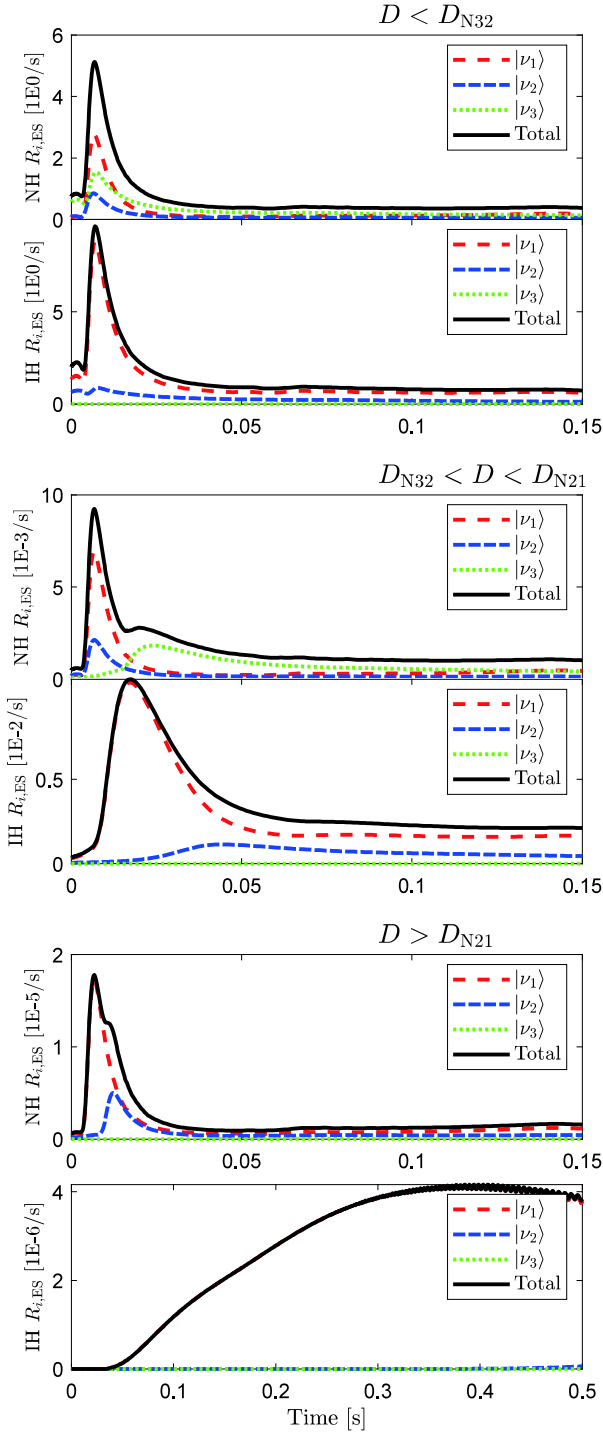 D < D_N32
NH R_i,ES [1E0/s]
6
4
2
0
|ν₁⟩
|ν₂⟩
|ν₃⟩
Total
IH R_i,ES [1E0/s]
5
0
|ν₁⟩
|ν₂⟩
|ν₃⟩
Total
0 0.05 0.1 0.15
D_N32 < D < D_N21
NH R_i,ES [1E-3/s]
10
5
0
|ν₁⟩
|ν₂⟩
|ν₃⟩
Total
IH R_i,ES [1E-2/s]
0.5
0
|ν₁⟩
|ν₂⟩
|ν₃⟩
Total
0 0.05 0.1 0.15
D > D_N21
NH R_i,ES [1E-5/s]
2
1
0
|ν₁⟩
|ν₂⟩
|ν₃⟩
Total
0 0.05 0.1 0.15
IH R_i,ES [1E-6/s]
4
2
0
|ν₁⟩
|ν₂⟩
|ν₃⟩
Total
0 0.1 0.2 0.3 0.4 0.5
Time [s]